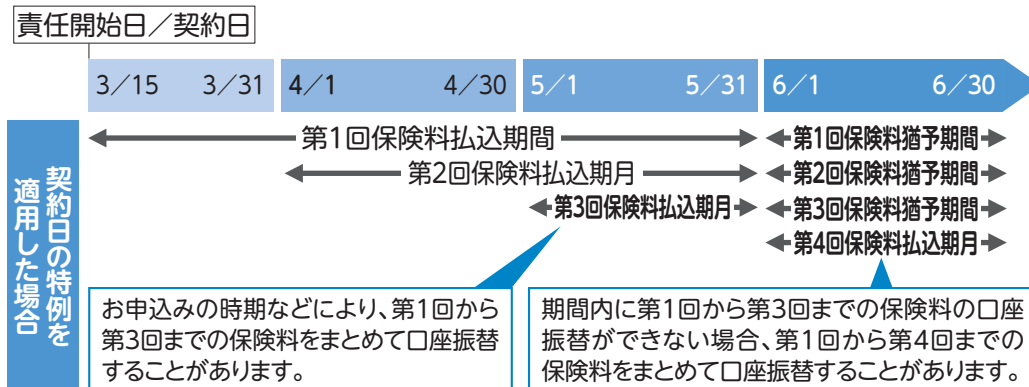 責任開始日／契約日
3／15 3／31 4／1 4／30 5／1 5／31 6／1 6／30
契約日の特例を
適用した場合
第1回保険料払込期間 第1回保険料猶予期間
第2回保険料払込期月 第2回保険料猶予期間
第3回保険料払込期月 第3回保険料猶予期間
第4回保険料払込期月
お申込みの時期などにより、第1回から
第3回までの保険料をまとめて口座振替
することがあります。
期間内に第1回から第3回までの保険料の口座
振替ができない場合、第1回から第4回までの
保険料をまとめて口座振替することがあります。